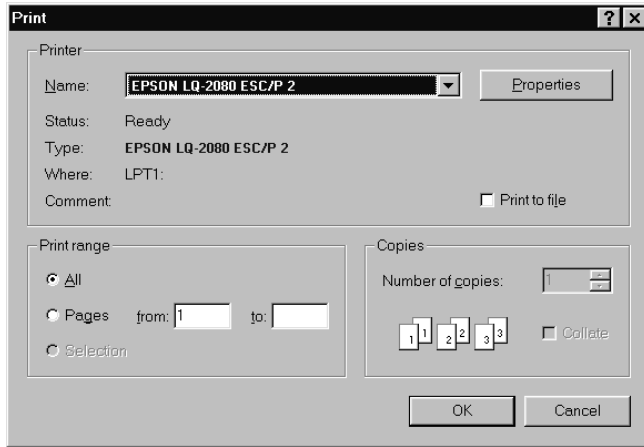 Print
Printer
Name: EPSON LQ-2080 ESC/P 2 Properties
Status: Ready
Type: EPSON LQ-2080 ESC/P 2
Where: LPT1:
Comment:
Print to file
Print range
All
Pages from: 1 to:
Selection
Copies
Number of copies: 1
1 1 2 2 3 3
Collate
OK Cancel